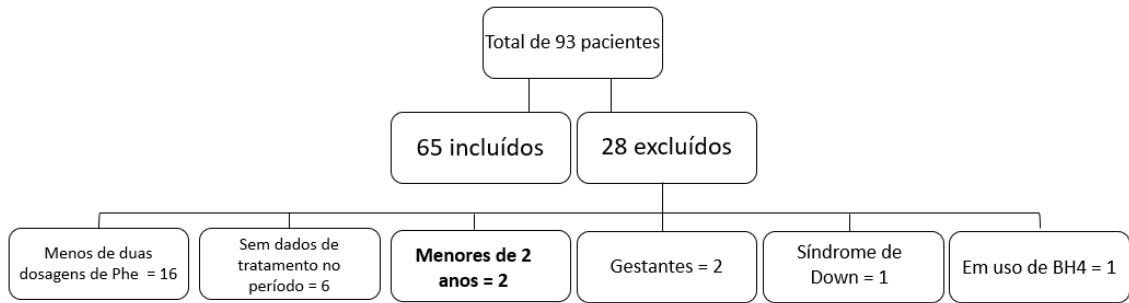 Total de 93 pacientes
65 incluídos
28 excluídos
Menos de duas
dosagens de Phe = 16
Sem dados de
tratamento no
período = 6
Menores de 2
anos = 2
Gestantes = 2
Síndrome de
Down = 1
Em uso de BH4 = 1